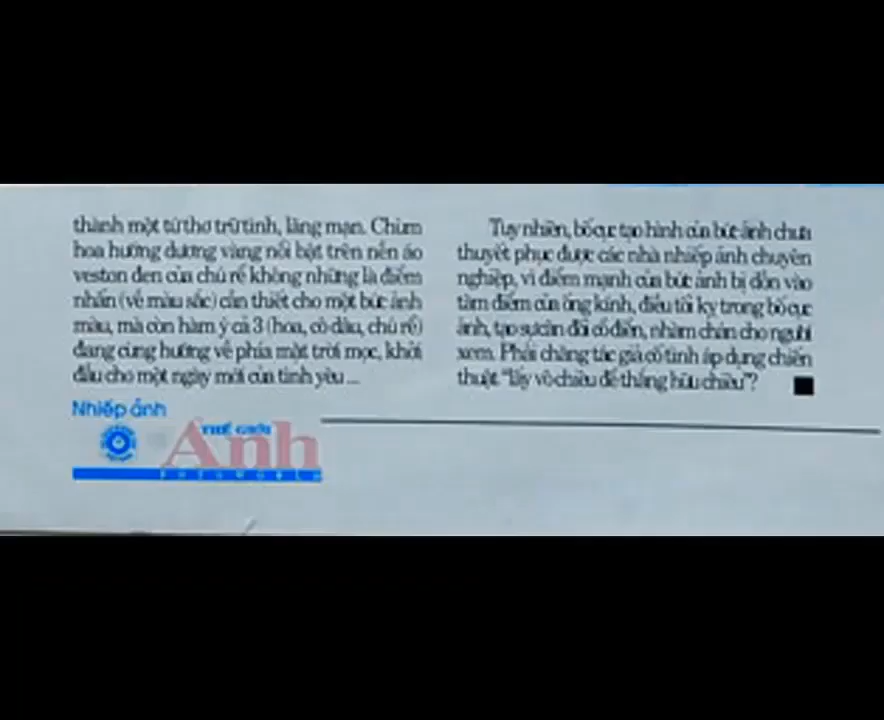 thành một tứ thơ trữ tình, lãng mạn. Chùm
hoa hướng dương vàng nổi bật trên nền áo
veston đen của chú rể không những là điểm
nhấn (về màu sắc) cần thiết cho một bức ảnh
màu, mà còn hàm ý cả 3 (hoa, cô dâu, chú rể)
đang cùng hướng về phía mặt trời mọc, khởi
đầu cho một ngày mới của tình yêu ...
Tuy nhiên, bố cục tạo hình của bức ảnh chưa
thuyết phục được các nhà nhiếp ảnh chuyên
nghiệp, vì điểm mạnh của bức ảnh bị dồn vào
tâm điểm của ống kính, điều tối kỵ trong bố cục
ảnh, tạo sự cân đối cổ điển, nhàm chán cho người
xem. Phải chăng tác giả cố tình áp dụng chiến
thuật "lấy vô chiêu để thắng hữu chiêu"?
Nhiếp ảnh
THẾ GIỚI
Ảnh
PHOTOWORLD